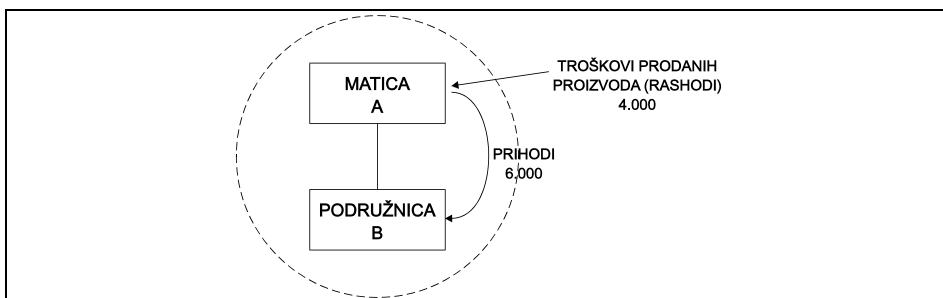 MATICA
A
TROŠKOVI PRODANIH
PROIZVODA (RASHODI)
4.000
PRIHODI
6.000
PODRUŽNICA
B